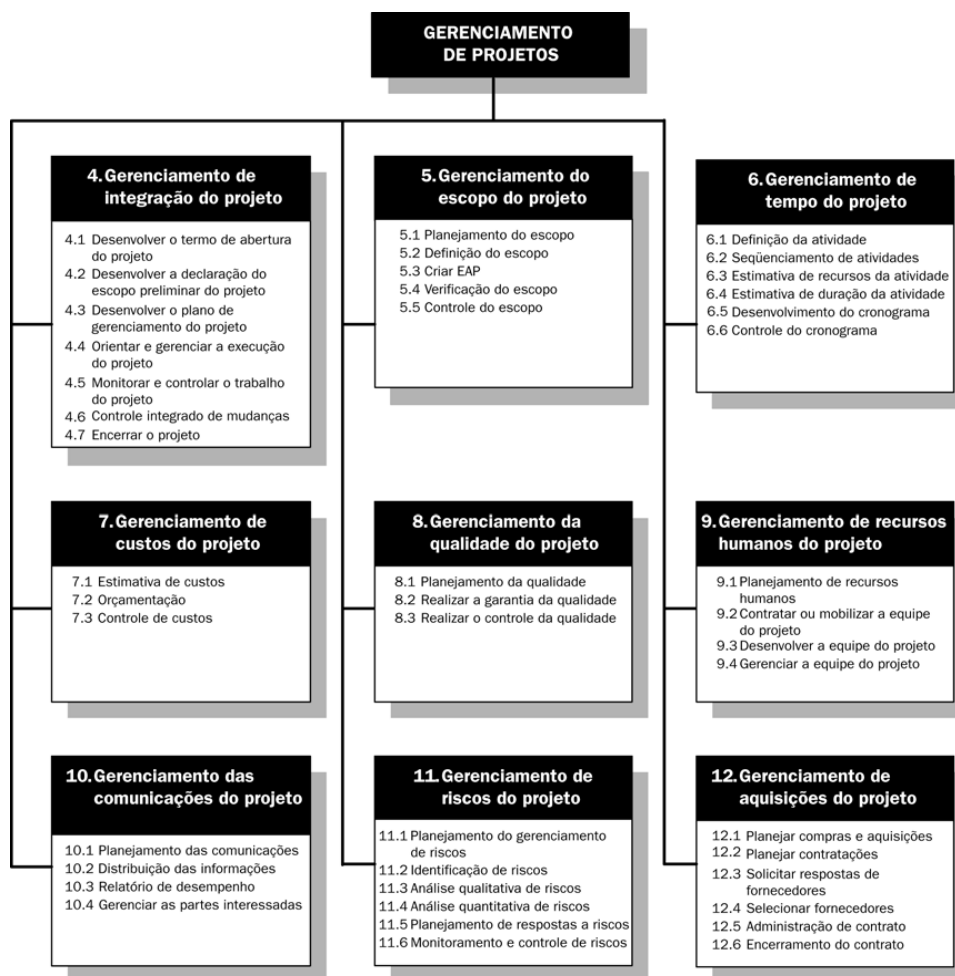 GERENCIAMENTO
DE PROJETOS
4. Gerenciamento de
integração do projeto
4.1 Desenvolver o termo de abertura
do projeto
4.2 Desenvolver a declaração do
escopo preliminar do projeto
4.3 Desenvolver o plano de
gerenciamento do projeto
4.4 Orientar e gerenciar a execução
do projeto
4.5 Monitorar e controlar o trabalho
do projeto
4.6 Controle integrado de mudanças
4.7 Encerrar o projeto
5. Gerenciamento do
escopo do projeto
5.1 Planejamento do escopo
5.2 Definição do escopo
5.3 Criar EAP
5.4 Verificação do escopo
5.5 Controle do escopo
6. Gerenciamento de
tempo do projeto
6.1 Definição da atividade
6.2 Seqüenciamento de atividades
6.3 Estimativa de recursos da atividade
6.4 Estimativa de duração da atividade
6.5 Desenvolvimento do cronograma
6.6 Controle do cronograma
7. Gerenciamento de
custos do projeto
7.1 Estimativa de custos
7.2 Orçamentação
7.3 Controle de custos
8. Gerenciamento da
qualidade do projeto
8.1 Planejamento da qualidade
8.2 Realizar a garantia da qualidade
8.3 Realizar o controle da qualidade
9. Gerenciamento de recursos
humanos do projeto
9.1 Planejamento de recursos
humanos
9.2 Contratar ou mobilizar a equipe
do projeto
9.3 Desenvolver a equipe do projeto
9.4 Gerenciar a equipe do projeto
10. Gerenciamento das
comunicações do projeto
10.1 Planejamento das comunicações
10.2 Distribuição das informações
10.3 Relatório de desempenho
10.4 Gerenciar as partes interessadas
11. Gerenciamento de
riscos do projeto
11.1 Planejamento do gerenciamento
de riscos
11.2 Identificação de riscos
11.3 Análise qualitativa de riscos
11.4 Análise quantitativa de riscos
11.5 Planejamento de respostas a riscos
11.6 Monitoramento e controle de riscos
12. Gerenciamento de
aquisições do projeto
12.1 Planejar compras e aquisições
12.2 Planejar contratações
12.3 Solicitar respostas de
fornecedores
12.4 Selecionar fornecedores
12.5 Administração de contrato
12.6 Encerramento do contrato